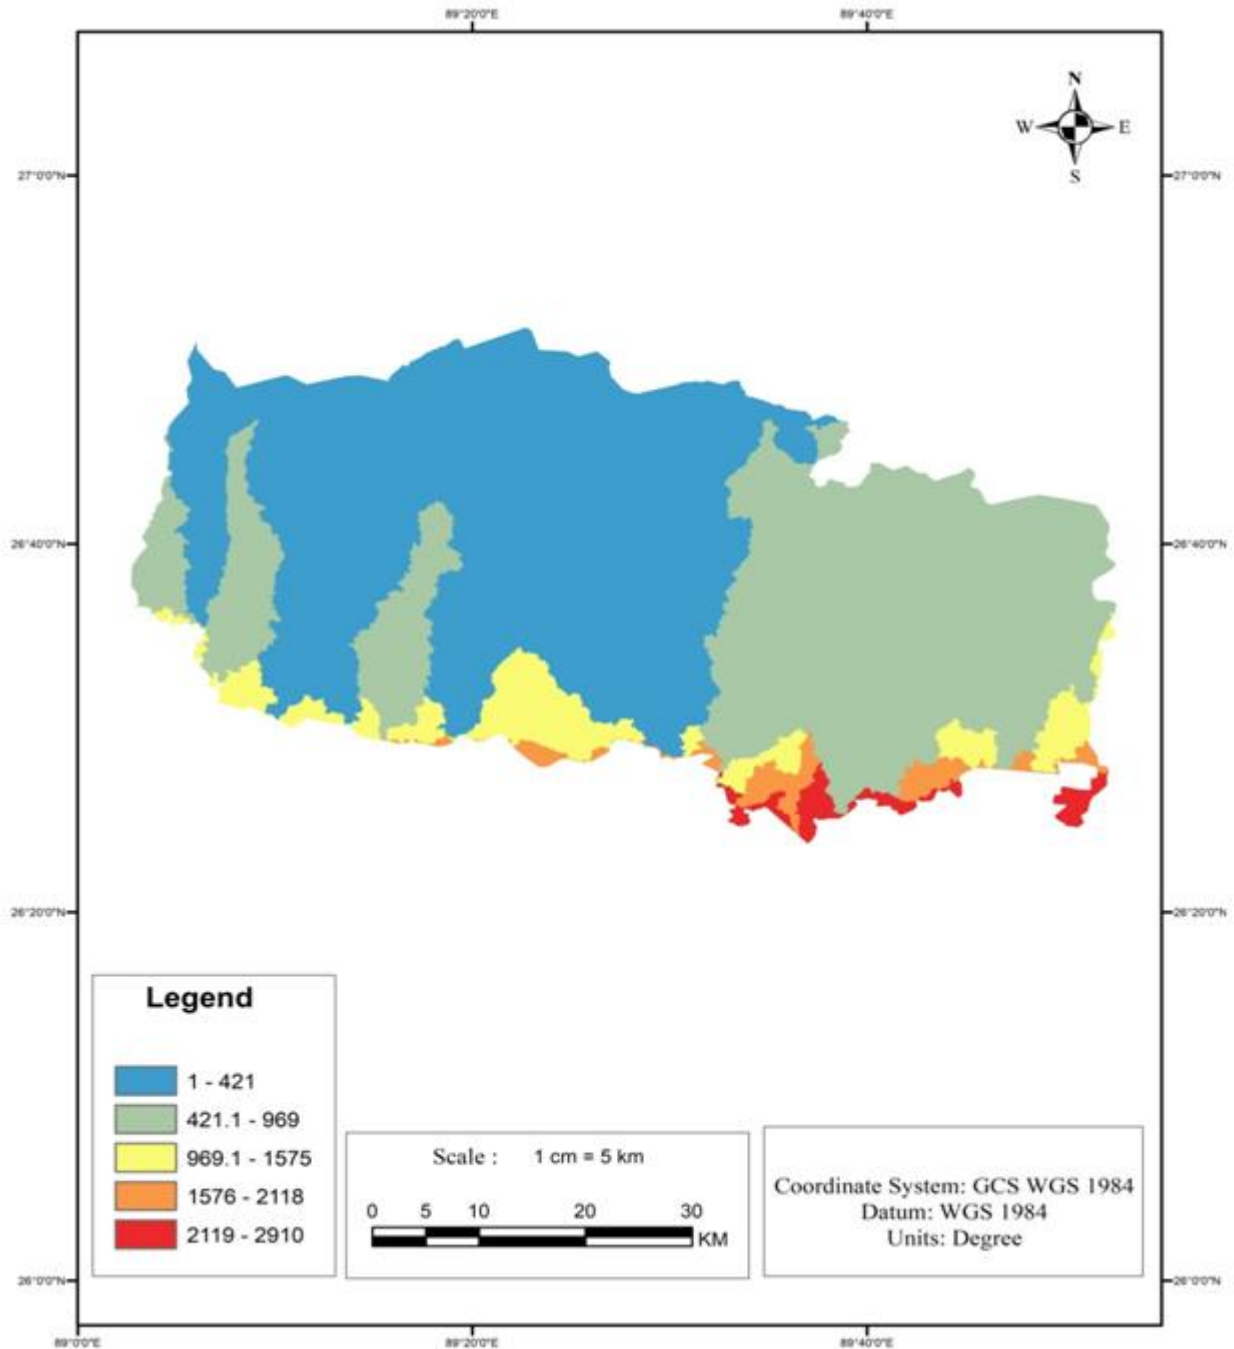 89°20'0"E 89°40'0"E
N
W E
S
27°0'0"N 27°0'0"N
26°40'0"N 26°40'0"N
26°20'0"N 26°20'0"N
Legend
1 - 421
421.1 - 969
969.1 - 1575
1576 - 2118
2119 - 2910
Scale : 1 cm = 5 km
0 5 10 20 30
KM
Coordinate System: GCS WGS 1984
Datum: WGS 1984
Units: Degree
26°0'0"N 26°0'0"N
89°0'0"E 89°20'0"E 89°40'0"E